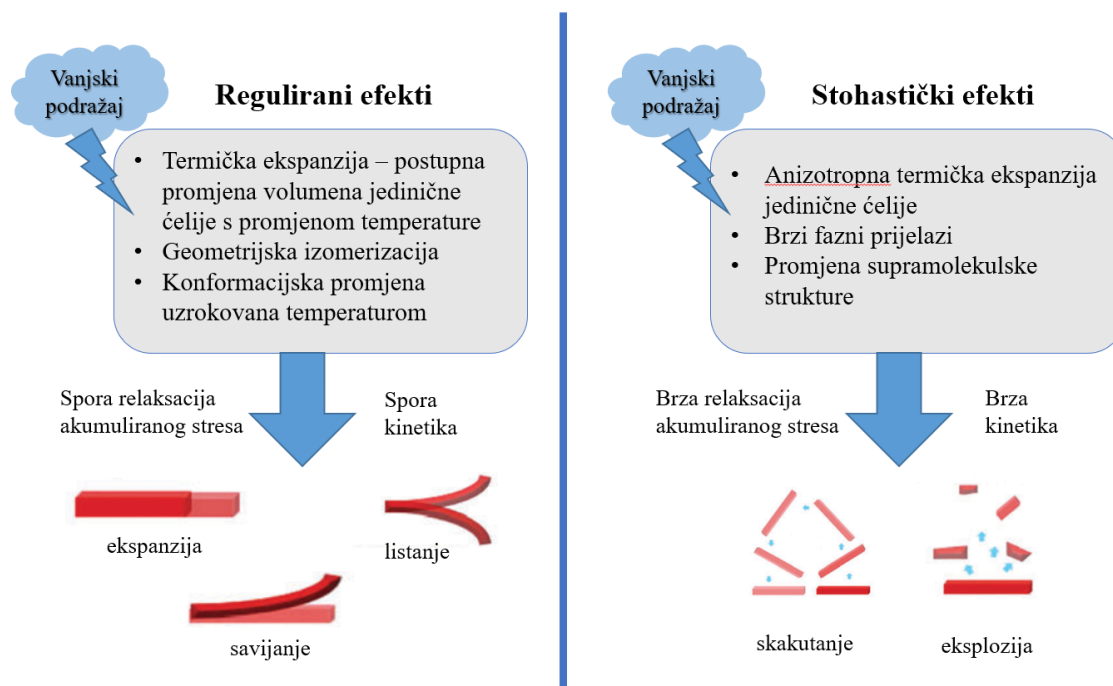 Vanjski
podražaj
Regulirani efekti
• Termička ekspanzija – postupna
promjena volumena jedinične
ćelije s promjenom temperature
• Geometrijska izomerizacija
• Konformacijska promjena
uzrokovana temperaturom
Spora relaksacija
akumuliranog stresa
Spora
kinetika
ekspanzija
listanje
savijanje
Vanjski
podražaj
Stohastički efekti
• Anizotropna termička ekspanzija
jedinične ćelije
• Brzi fazni prijelazi
• Promjena supramolekulske
strukture
Brza relaksacija
akumuliranog stresa
Brza
kinetika
skakutanje
eksplozija